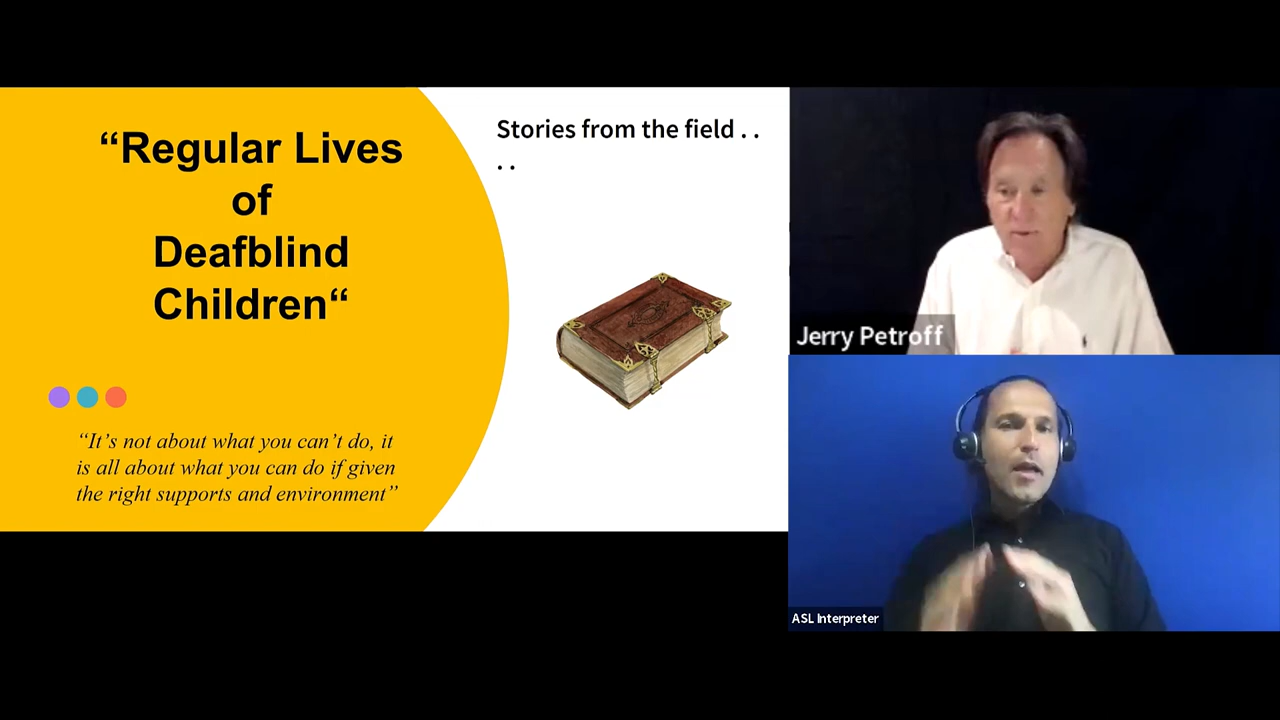 “Regular Lives
of
Deafblind
Children“
“It’s not about what you can’t do, it
is all about what you can do if given
the right supports and environment”
Stories from the field . .
. .
Jerry Petroff
ASL Interpreter